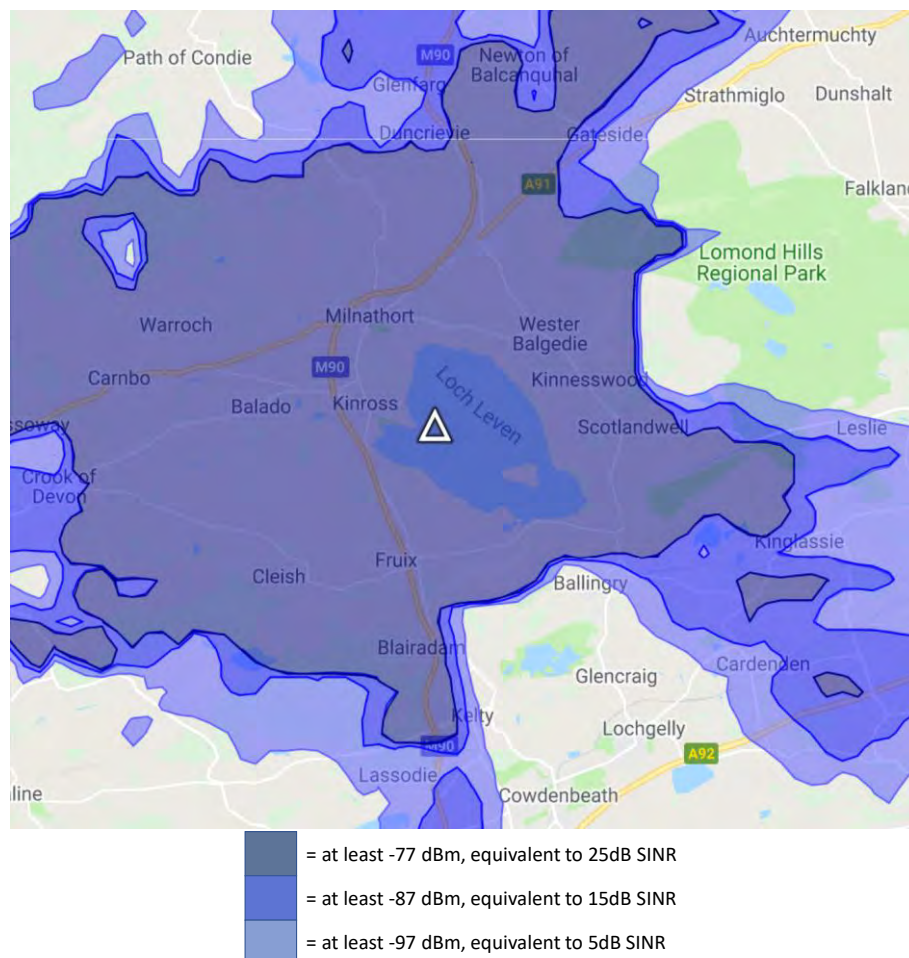 Auchtermuchty
Path of Condie
M90
Newton of
Balcanquhal
Glenfarg
Strathmiglo
Dunshalt
Duncrievie
Gateside
A91
Falklan
Lomond Hills
Regional Park
Milnathort
Warroch
Wester
Balgedie
M90
Carnbo
Kinnesswood
Balado
Kinross
Loch Leven
ssoway
Scotlandwell
Leslie
Crook of
Devon
Kinglassie
Fruix
Cleish
Ballingry
Blairadam
Cardenden
Glencraig
Kelty
Lochgelly
M90
A92
Lassodie
line
Cowdenbeath
= at least -77 dBm, equivalent to 25dB SINR
= at least -87 dBm, equivalent to 15dB SINR
= at least -97 dBm, equivalent to 5dB SINR